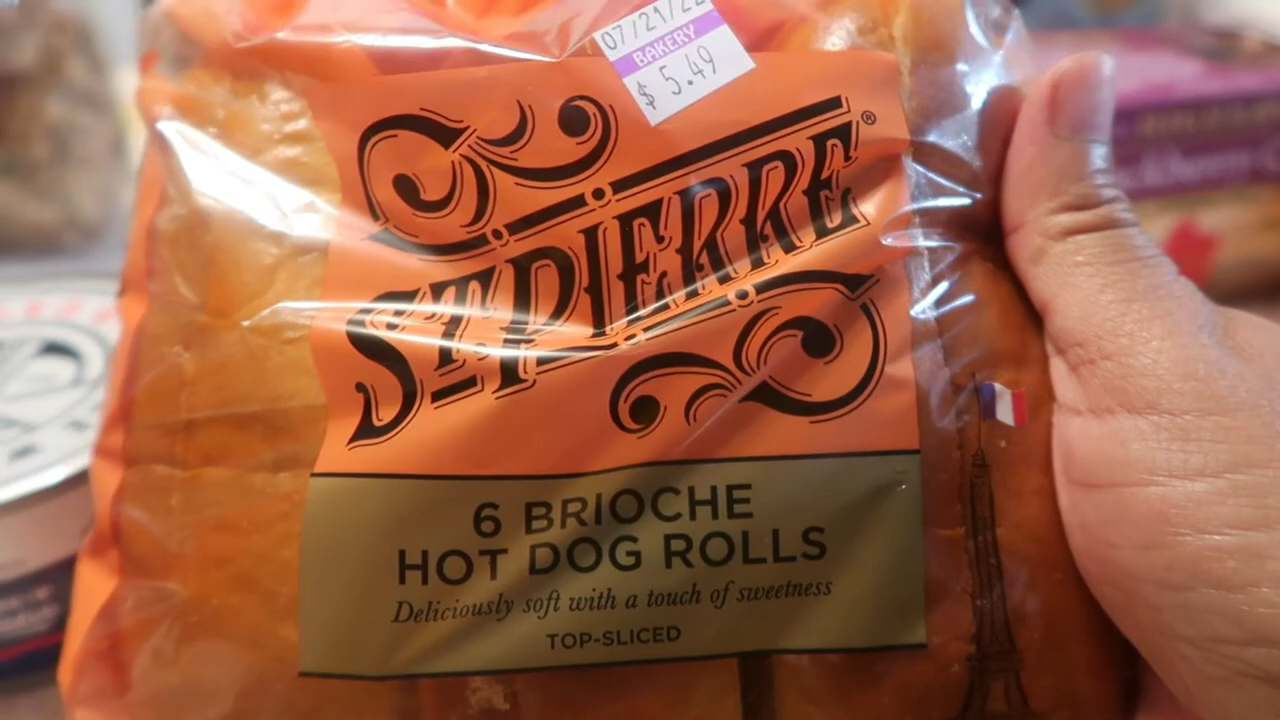 07/21/22
BAKERY
$ 5.49
ST. PIERRE®
6 BRIOCHE
HOT DOG ROLLS
Deliciously soft with a touch of sweetness
TOP-SLICED